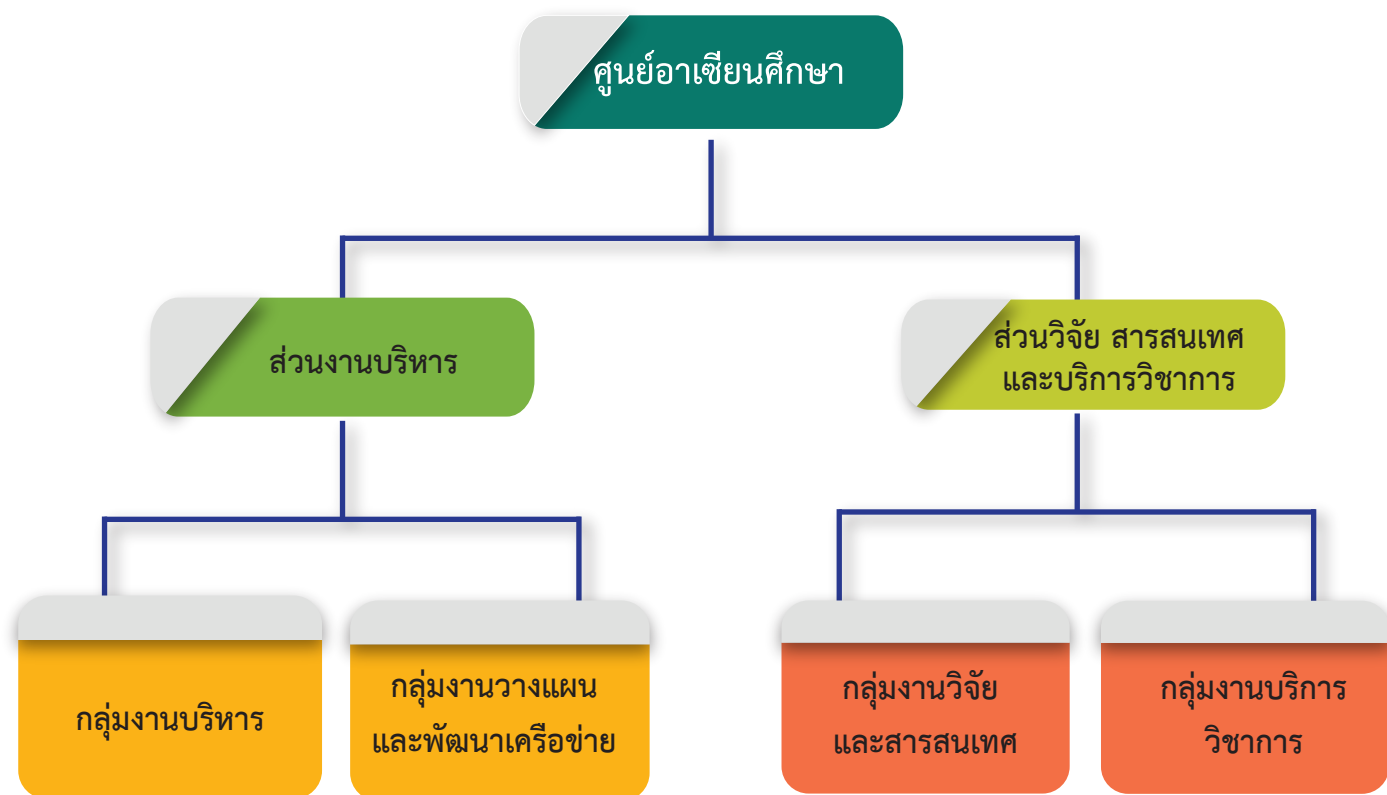 ศูนย์อาเซียนศึกษา
ส่วนงานบริหาร
ส่วนวิจัย สารสนเทศ
และบริการวิชาการ
กลุ่มงานบริหาร
กลุ่มงานวางแผน
และพัฒนาเครือข่าย
กลุ่มงานวิจัย
และสารสนเทศ
กลุ่มงานบริการ
วิชาการ